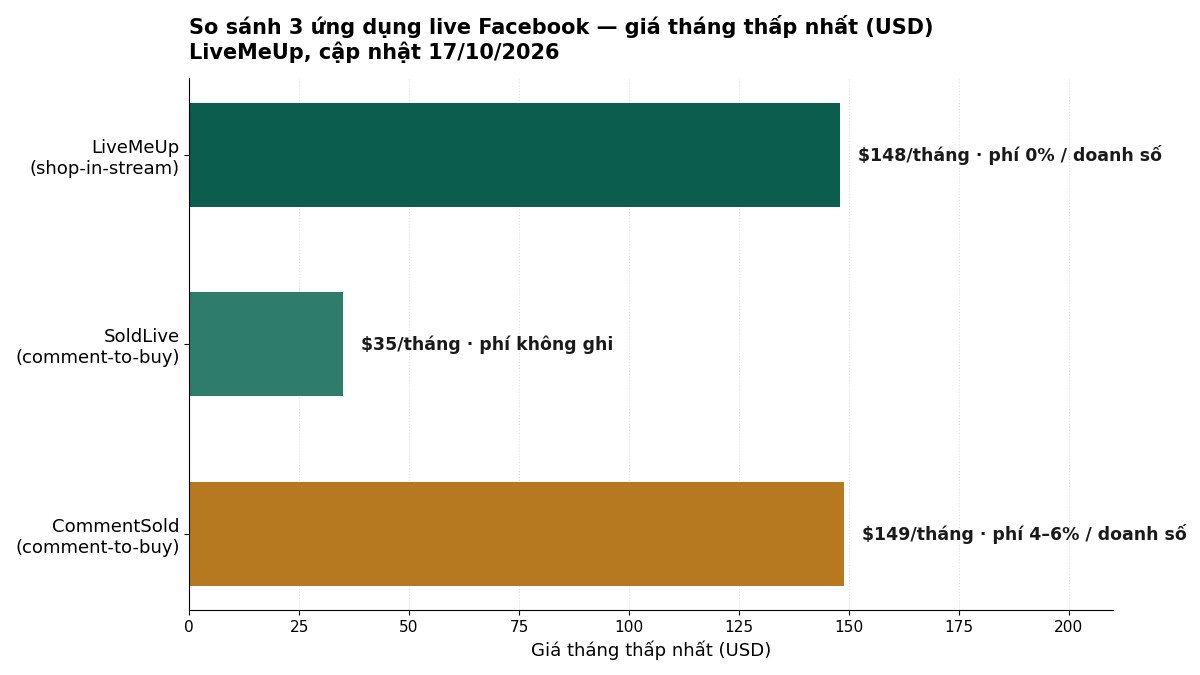 So sánh 3 ứng dụng live Facebook — giá tháng thấp nhất (USD)
LiveMeUp, cập nhật 17/10/2026
LiveMeUp
(shop-in-stream)
$148/tháng · phí 0% / doanh số
SoldLive
(comment-to-buy)
$35/tháng · phí không ghi
CommentSold
(comment-to-buy)
$149/tháng · phí 4–6% / doanh số
0 25 50 75 100 125 150 175 200
Giá tháng thấp nhất (USD)